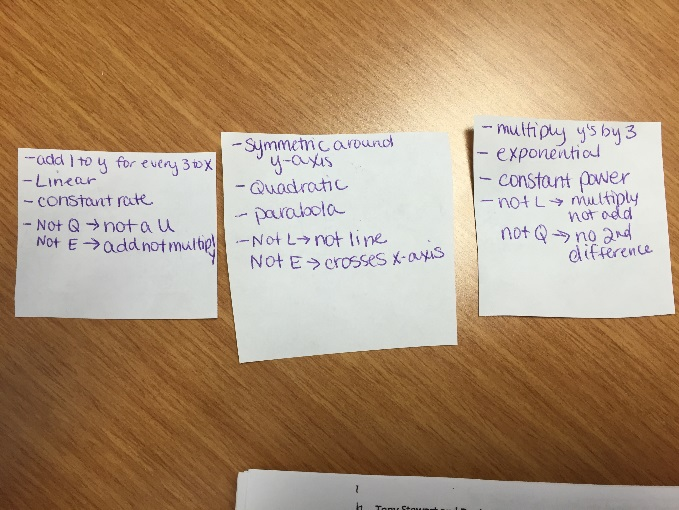 - add 1 to y for every 3 to x
- Linear
- constant rate
- Not Q → not a U
Not E → add not multiply
- Symmetric around
y-axis
- Quadratic
- parabola
- Not L → not line
Not E → crosses x-axis
- multiply y's by 3
- exponential
- constant power
- not L → multiply
not add
not Q → no 2nd
difference